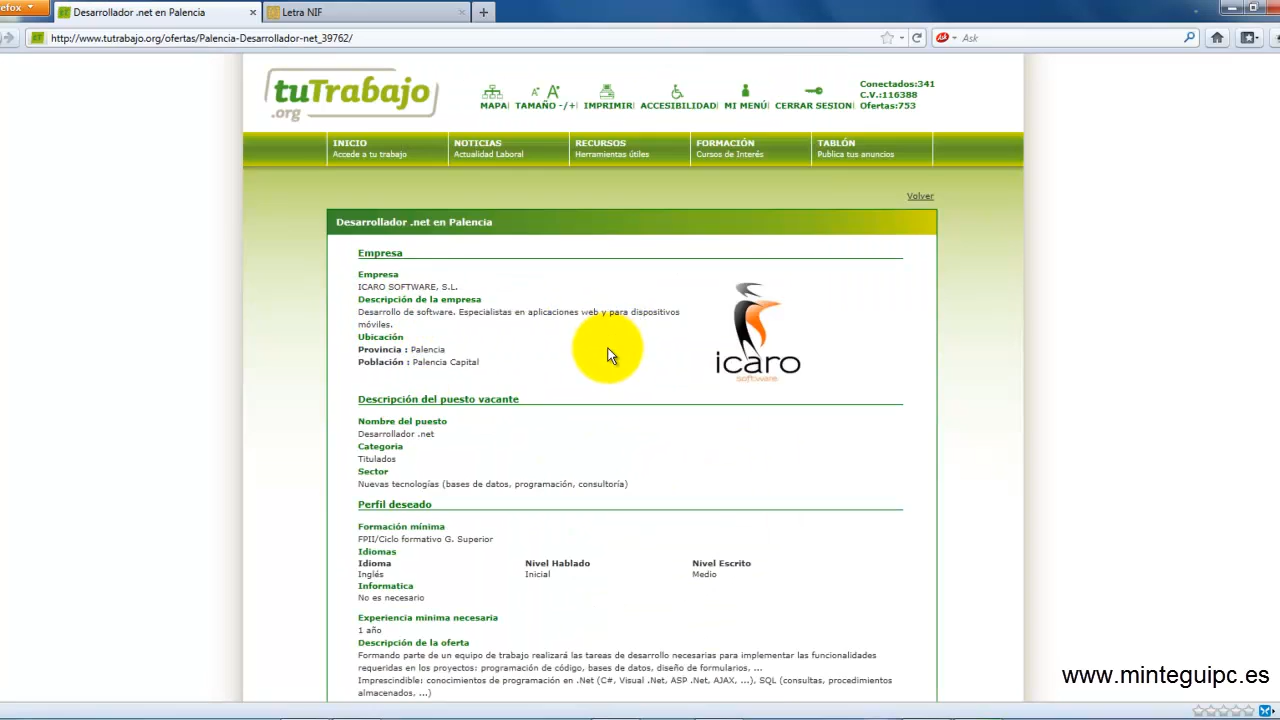 efox
Desarrollador .net en Palencia
Letra NIF
http://www.tutrabajo.org/ofertas/Palencia-Desarrollador-net_39762/
Ask
tuTrabajo
.org
MAPA
TAMAÑO -/+
IMPRIMIR
ACCESIBILIDAD
MI MENÚ
CERRAR SESION
Conectados:341
C.V.:116388
Ofertas:753
INICIO
Accede a tu trabajo
NOTICIAS
Actualidad Laboral
RECURSOS
Herramientas útiles
FORMACIÓN
Cursos de Interés
TABLÓN
Publica tus anuncios
Volver
Desarrollador .net en Palencia
Empresa
Empresa
ICARO SOFTWARE, S.L.
Descripción de la empresa
Desarrollo de software. Especialistas en aplicaciones web y para dispositivos
móviles.
Ubicación
Provincia : Palencia
Población : Palencia Capital
icaro
software
Descripción del puesto vacante
Nombre del puesto
Desarrollador .net
Categoria
Titulados
Sector
Nuevas tecnologías (bases de datos, programación, consultoría)
Perfil deseado
Formación mínima
FPII/Ciclo formativo G. Superior
Idiomas
Idioma Nivel Hablado Nivel Escrito
Inglés Inicial Medio
Informatica
No es necesario
Experiencia minima necesaria
1 año
Descripción de la oferta
Formando parte de un equipo de trabajo realizará las tareas de desarrollo necesarias para implementar las funcionalidades
requeridas en los proyectos: programación de código, bases de datos, diseño de formularios, ...
Imprescindible: conocimientos de programación en .Net (C#, Visual .Net, ASP .Net, AJAX, ...), SQL (consultas, procedimientos
almacenados, ...)
www.minteguipc.es